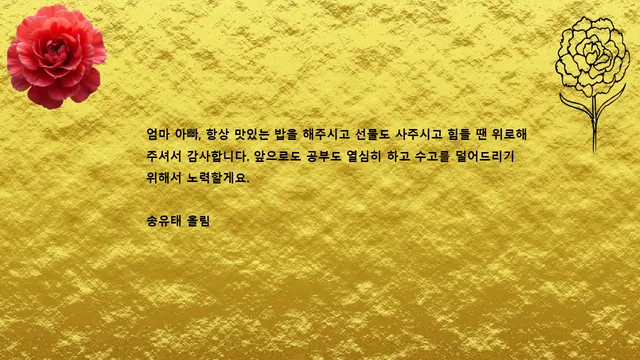 엄마 아빠, 항상 맛있는 밥을 해주시고 선물도 사주시고 힘들 땐 위로해
주셔서 감사합니다. 앞으로도 공부도 열심히 하고 수고를 덜어드리기
위해서 노력할게요.
송유태 올림